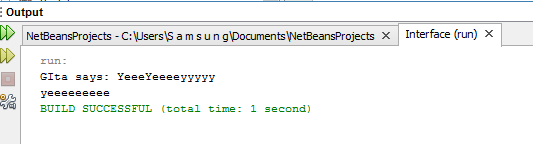 Output
NetBeansProjects - C:\Users\S a m s u n g\Documents\NetBeansProjects
Interface (run)
run:
GIta says: YeeeYeeeeyyyyy
yeeeeeeeee
BUILD SUCCESSFUL (total time: 1 second)